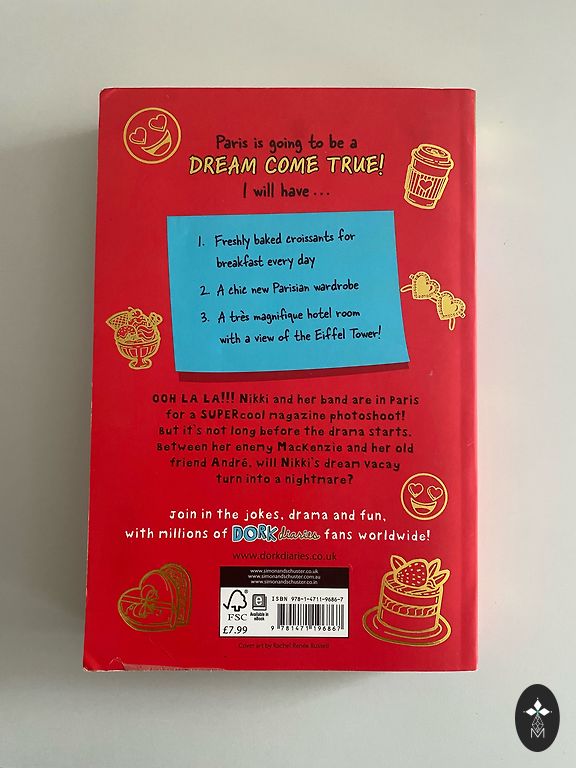 Paris is going to be a
DREAM COME TRUE!
I will have ...
1. Freshly baked croissants for
breakfast every day
2. A chic new Parisian wardrobe
3. A très magnifique hotel room
with a view of the Eiffel Tower!
OOH LA LA!!! Nikki and her band are in Paris
for a SUPERcool magazine photoshoot!
But it's not long before the drama starts.
Between her enemy Mackenzie and her old
friend André, will Nikki's dream vacay
turn into a nightmare?
Join in the jokes, drama and fun,
with millions of DORK diaries fans worldwide!
www.dorkdiaries.co.uk
www.simonandschuster.co.uk
www.simonandschuster.com.au
www.simonandschuster.co.in
FSC
£7.99
e
Available as
eBook
ISBN 978-1-4711-9686-7
9 781471 196867
Cover art by Rachel Renée Russell
M